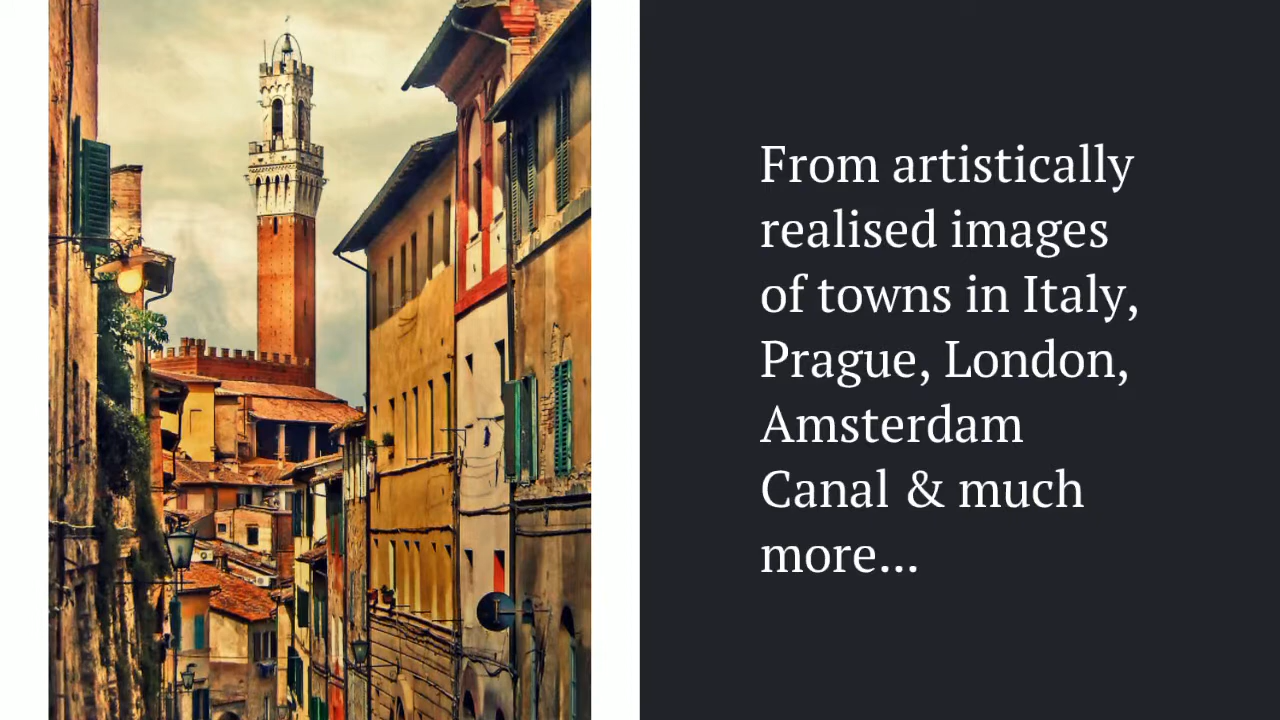 From artistically
realised images
of towns in Italy,
Prague, London,
Amsterdam
Canal & much
more...